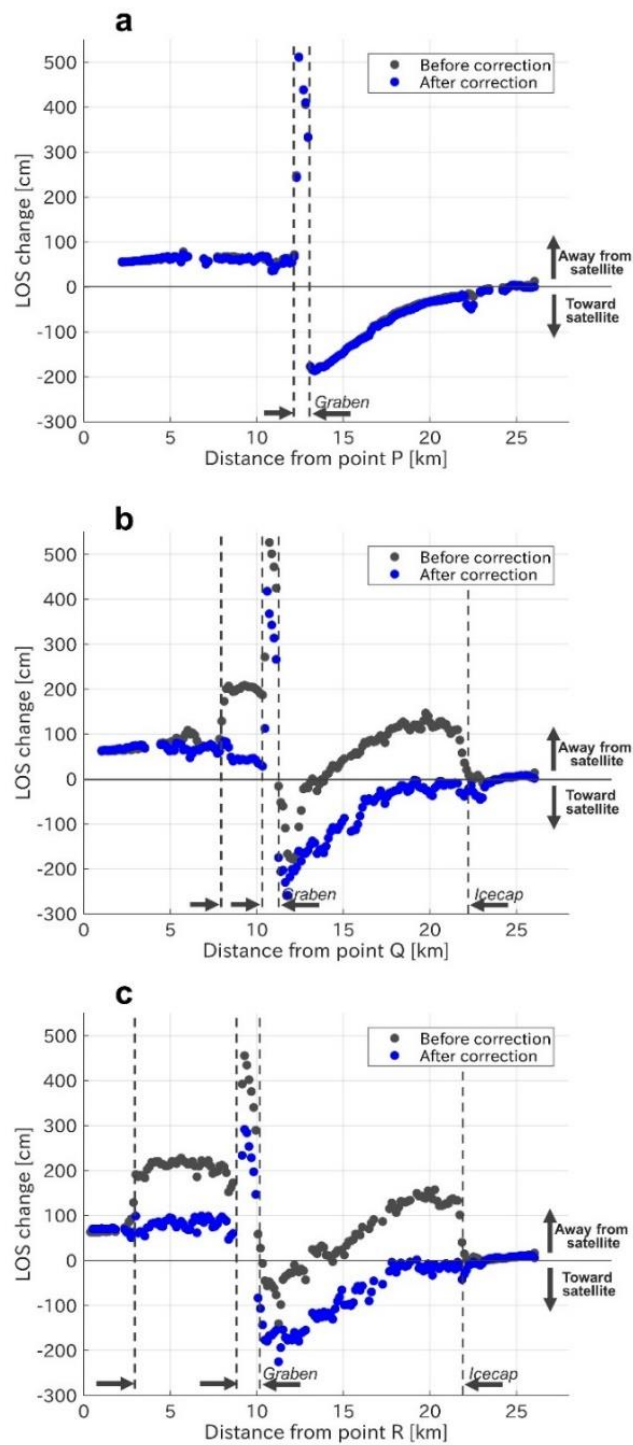 a
500
400
300
200
100
0
-100
-200
-300
LOS change [cm]
Before correction
After correction
Away from
satellite
Toward
satellite
Graben
0 5 10 15 20 25
Distance from point P [km]
b
500
400
300
200
100
0
-100
-200
-300
LOS change [cm]
Before correction
After correction
Away from
satellite
Toward
satellite
Graben
Icecap
0 5 10 15 20 25
Distance from point Q [km]
c
500
400
300
200
100
0
-100
-200
-300
LOS change [cm]
Before correction
After correction
Away from
satellite
Toward
satellite
Graben
Icecap
0 5 10 15 20 25
Distance from point R [km]